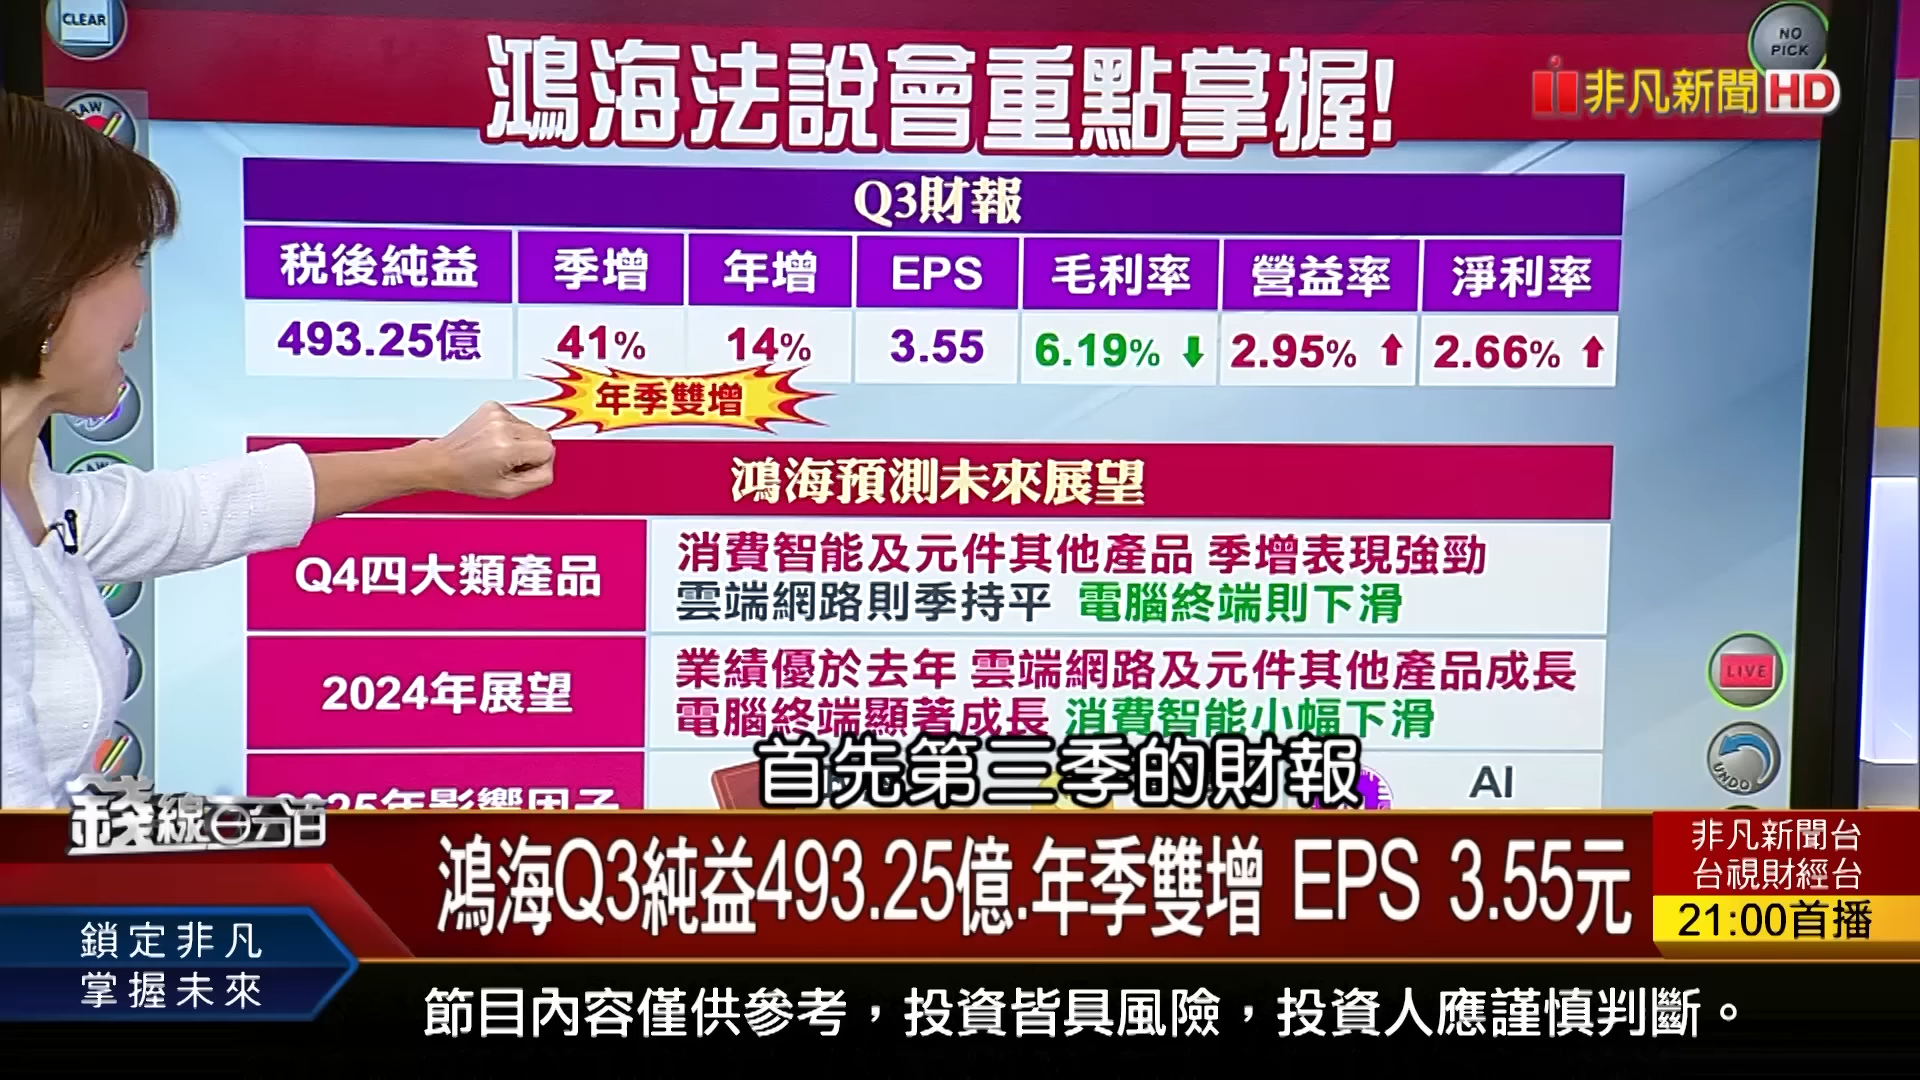 CLEAR
NO
PICK
鴻海法說會重點掌握!
非凡新聞HD
Q3財報
稅後純益 季增 年增 EPS 毛利率 營益率 淨利率
493.25億 41% 14% 3.55 6.19% ↓ 2.95% ↑ 2.66% ↑
年季雙增
鴻海預測未來展望
Q4四大類產品
消費智能及元件其他產品 季增表現強勁
雲端網路則季持平 電腦終端則下滑
2024年展望
業績優於去年 雲端網路及元件其他產品成長
電腦終端顯著成長 消費智能小幅下滑
LIVE
UNDO
2025年影響因子
AI
首先第三季的財報
錢線百分百
鴻海Q3純益493.25億.年季雙增 EPS 3.55元
非凡新聞台
台視財經台
21:00首播
鎖定非凡
掌握未來
節目內容僅供參考，投資皆具風險，投資人應謹慎判斷。